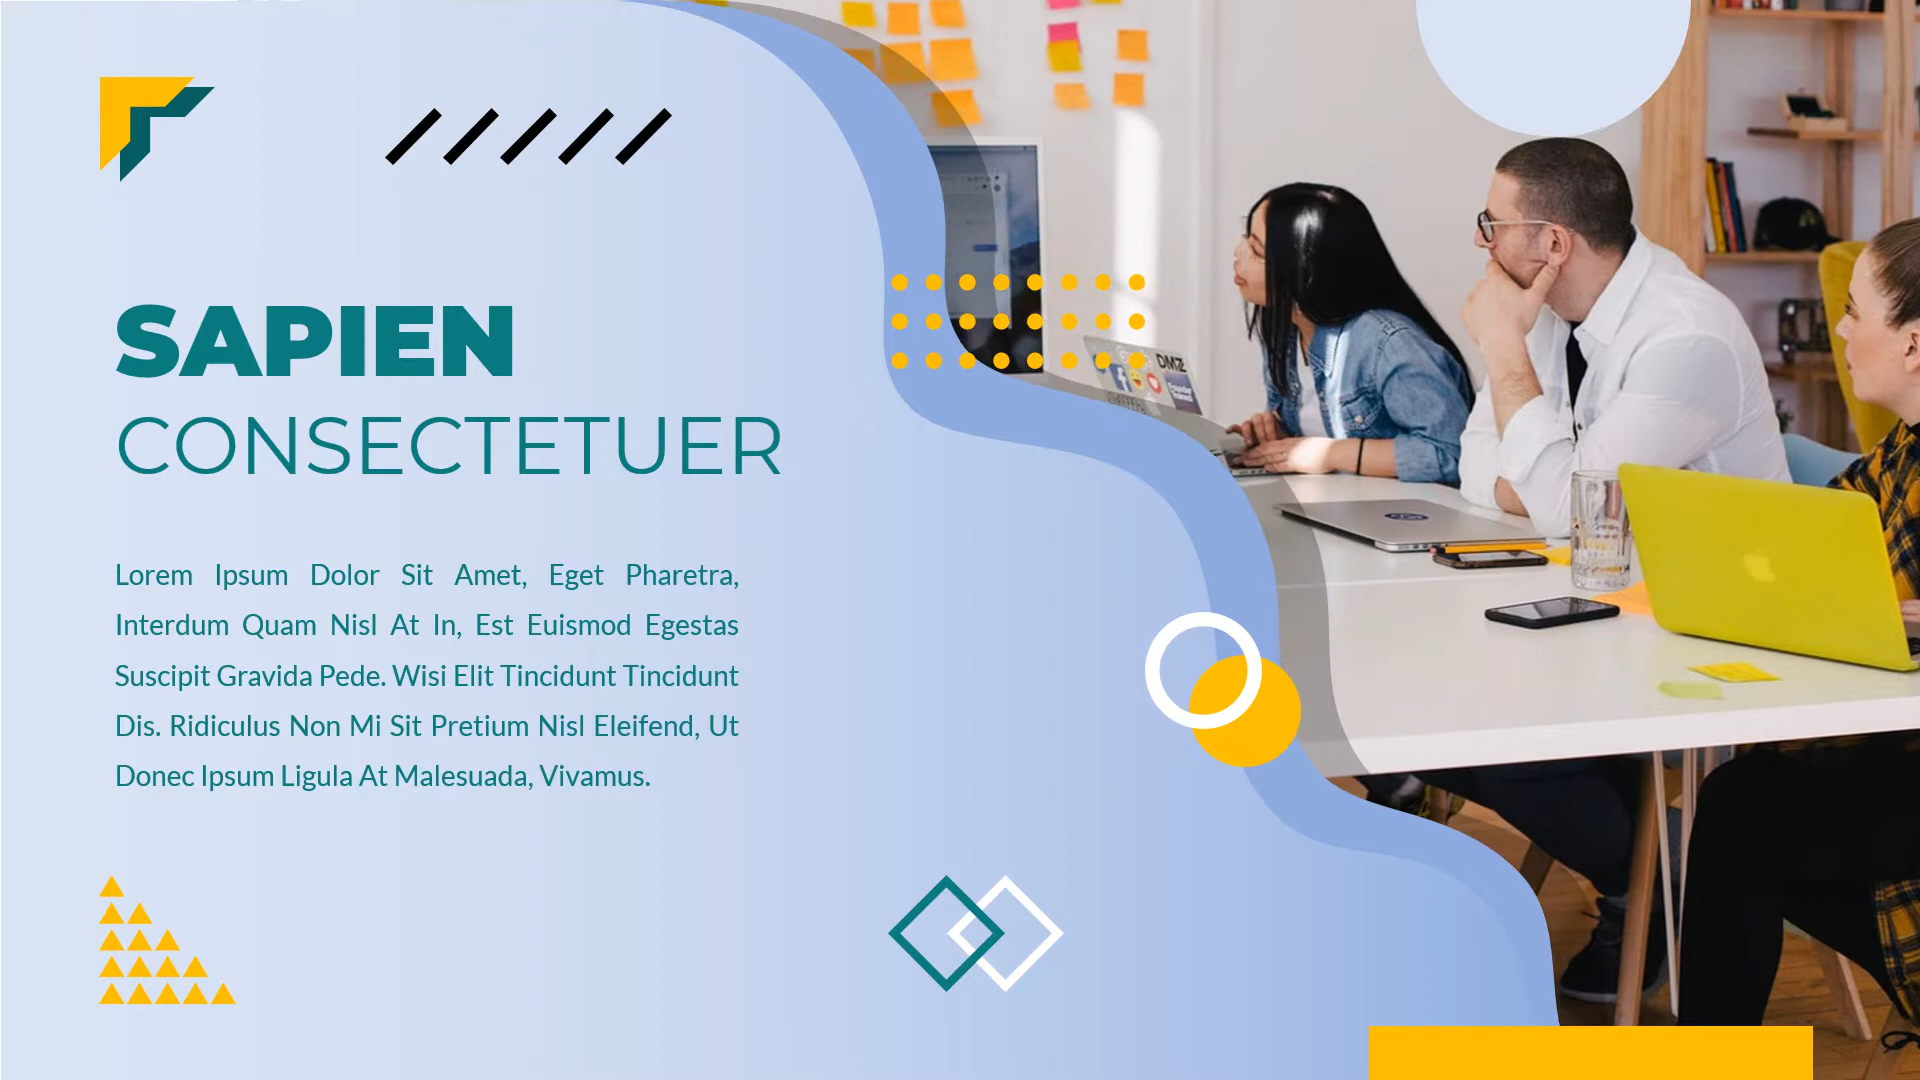 SAPIEN
CONSECTETUER
Lorem Ipsum Dolor Sit Amet, Eget Pharetra,
Interdum Quam Nisl At In, Est Euismod Egestas
Suscipit Gravida Pede. Wisi Elit Tincidunt Tincidunt
Dis. Ridiculus Non Mi Sit Pretium Nisl Eleifend, Ut
Donec Ipsum Ligula At Malesuada, Vivamus.